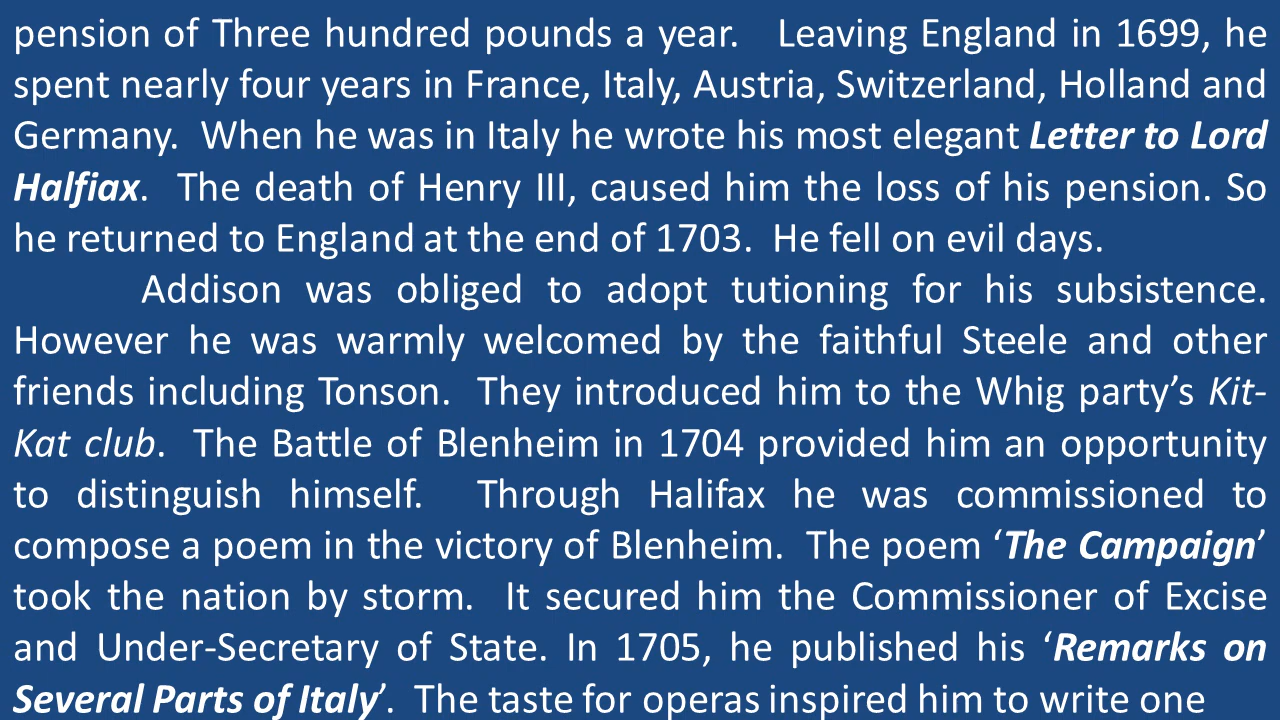 pension of Three hundred pounds a year.   Leaving England in 1699, he
spent nearly four years in France, Italy, Austria, Switzerland, Holland and
Germany.  When he was in Italy he wrote his most elegant Letter to Lord
Halfiax.  The death of Henry III, caused him the loss of his pension. So
he returned to England at the end of 1703.  He fell on evil days.
Addison was obliged to adopt tutioning for his subsistence.
However he was warmly welcomed by the faithful Steele and other
friends including Tonson.  They introduced him to the Whig party’s Kit-
Kat club.  The Battle of Blenheim in 1704 provided him an opportunity
to distinguish himself.  Through Halifax he was commissioned to
compose a poem in the victory of Blenheim.  The poem ‘The Campaign’
took the nation by storm.  It secured him the Commissioner of Excise
and Under-Secretary of State. In 1705, he published his ‘Remarks on
Several Parts of Italy’.  The taste for operas inspired him to write one